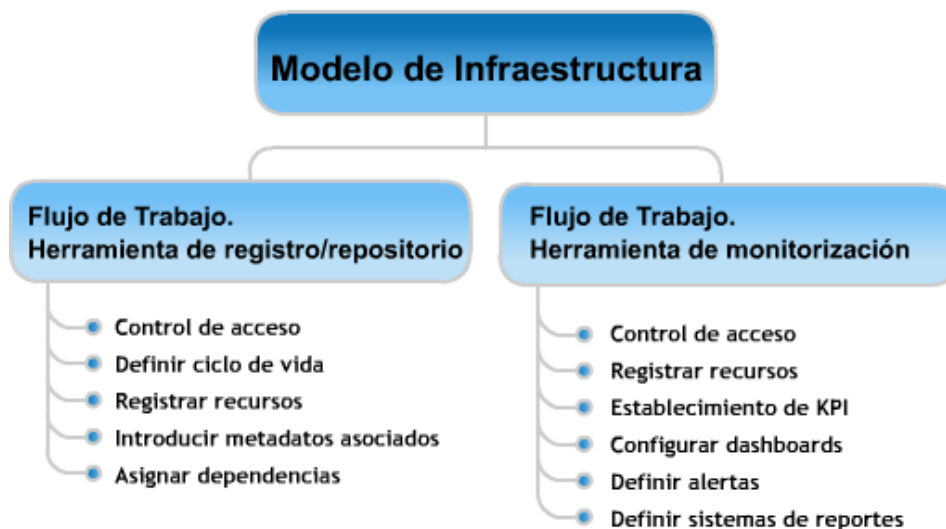 Modelo de Infraestructura
Flujo de Trabajo.
Herramienta de registro/repositorio
Control de acceso
Definir ciclo de vida
Registrar recursos
Introducir metadatos asociados
Asignar dependencias
Flujo de Trabajo.
Herramienta de monitorización
Control de acceso
Registrar recursos
Establecimiento de KPI
Configurar dashboards
Definir alertas
Definir sistemas de reportes